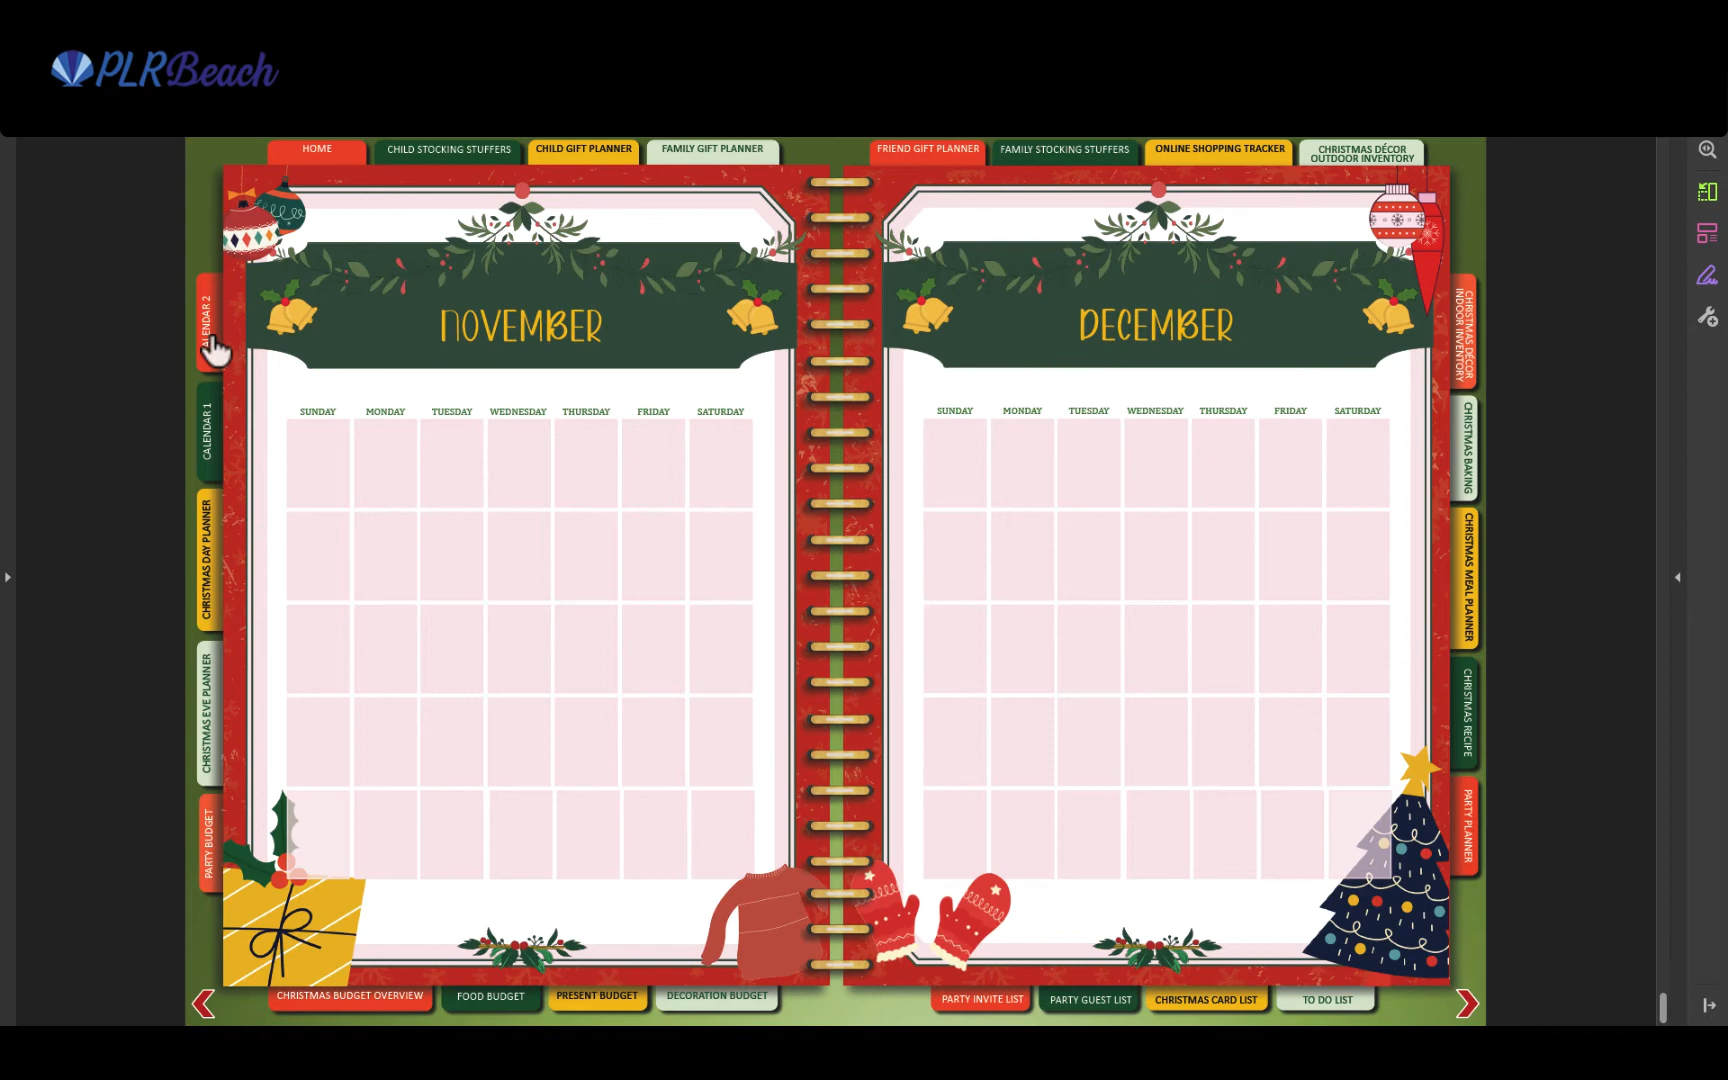 PLRBeach
HOME
CHILD STOCKING STUFFERS
CHILD GIFT PLANNER
FAMILY GIFT PLANNER
FRIEND GIFT PLANNER
FAMILY STOCKING STUFFERS
ONLINE SHOPPING TRACKER
CHRISTMAS DÉCOR
OUTDOOR INVENTORY
CALENDAR 1
CHRISTMAS DAY PLANNER
CHRISTMAS EVE PLANNER
PARTY BUDGET
NOVEMBER
SUNDAY MONDAY TUESDAY WEDNESDAY THURSDAY FRIDAY SATURDAY
DECEMBER
SUNDAY MONDAY TUESDAY WEDNESDAY THURSDAY FRIDAY SATURDAY
CHRISTMAS DÉCOR
INDOOR INVENTORY
CHRISTMAS BAKING
CHRISTMAS MEAL PLANNER
CHRISTMAS RECIPE
PARTY PLANNER
CHRISTMAS BUDGET OVERVIEW
FOOD BUDGET
PRESENT BUDGET
DECORATION BUDGET
PARTY INVITE LIST
PARTY GUEST LIST
CHRISTMAS CARD LIST
TO DO LIST